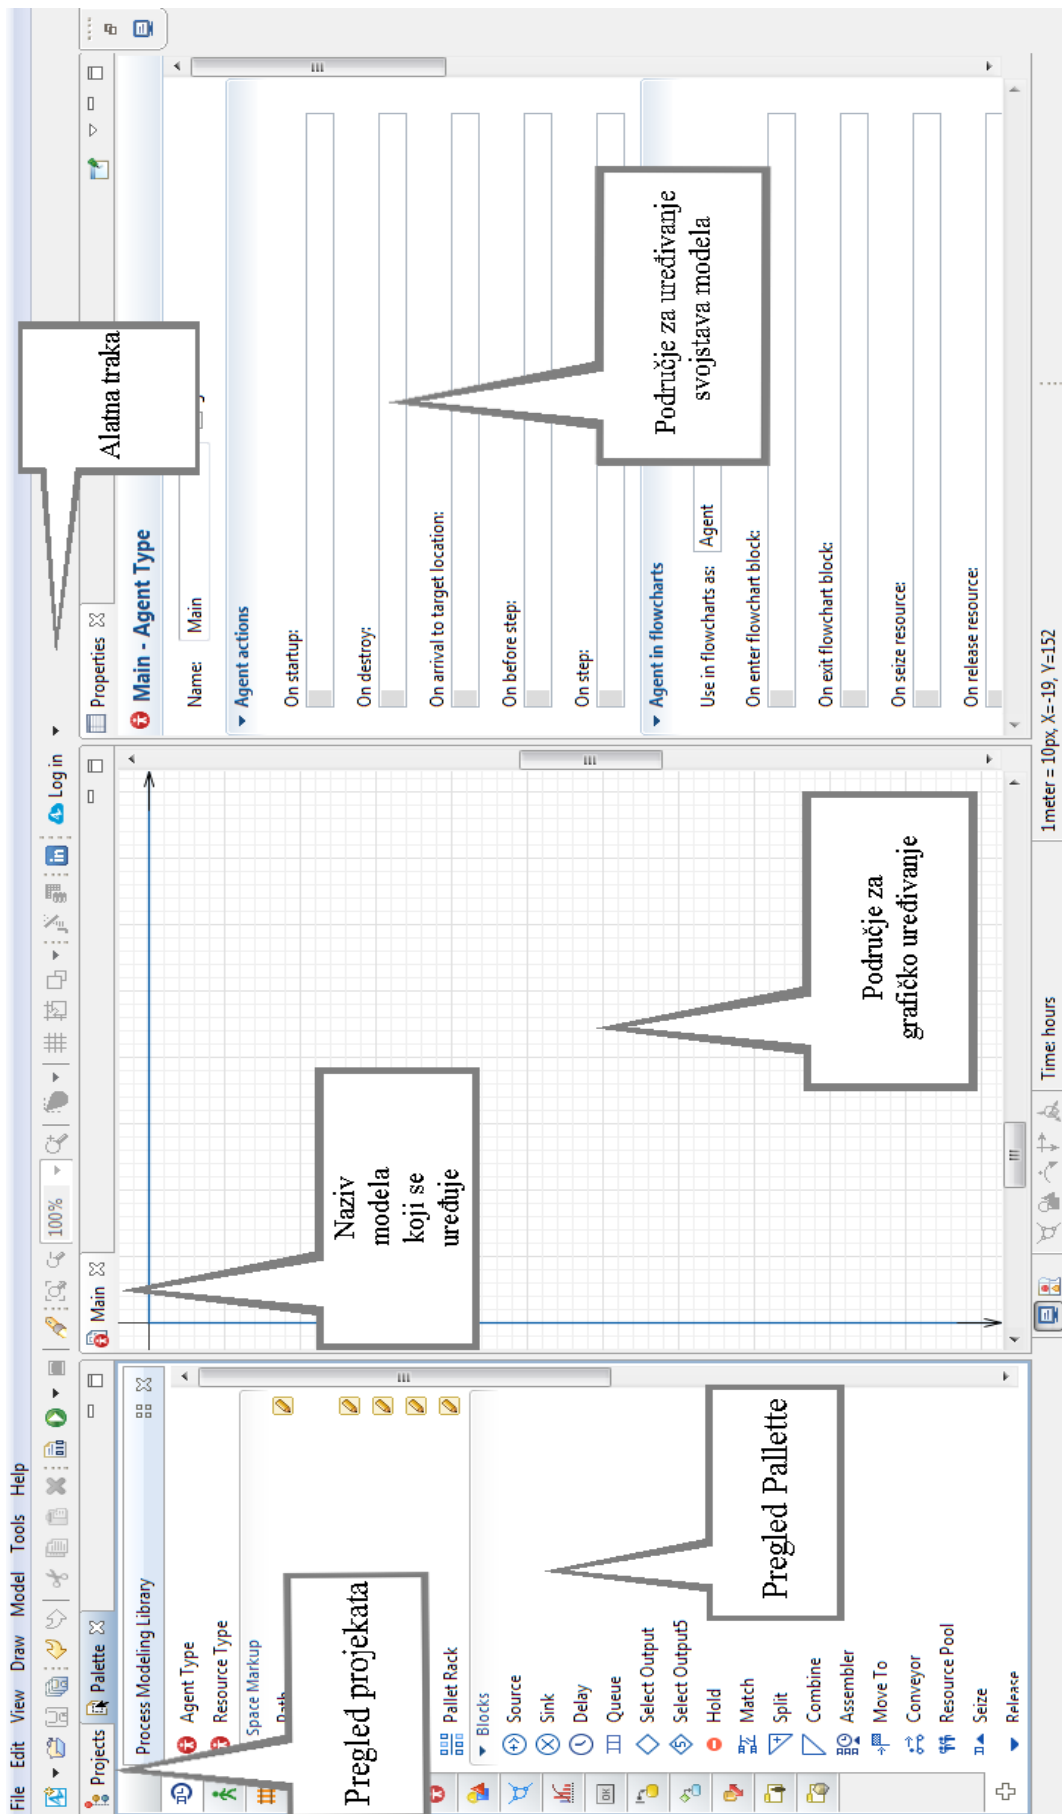 File Edit View Draw Model Tools Help
100%
Log in
Alatna traka
Projects
Palette
Process Modeling Library
Agent Type
Resource Type
Space Markup
Pregled projekata
Pallet Rack
Blocks
Source
Sink
Delay
Queue
Select Output
Select Output5
Hold
Match
Split
Combine
Assembler
Move To
Conveyor
Resource Pool
Seize
Release
Pregled Pallette
Main
Naziv
modela
koji se
uređuje
Područje za
grafičko uređivanje
Properties
Main - Agent Type
Name: Main
Agent actions
On startup:
On destroy:
On arrival to target location:
On before step:
On step:
Područje za uređivanje
svojstava modela
Agent in flowcharts
Use in flowcharts as: Agent
On enter flowchart block:
On exit flowchart block:
On seize resource:
On release resource:
Time: hours
1 meter = 10px, X=-19, Y=152